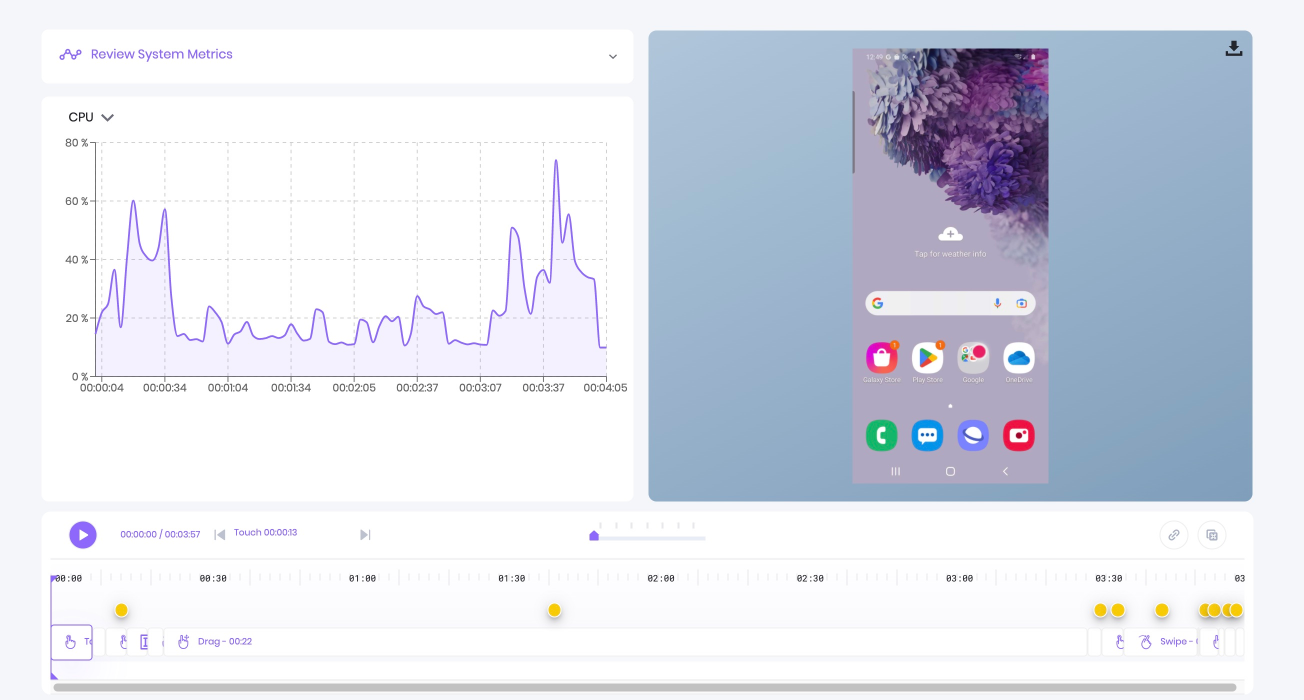 Review System Metrics
CPU
80 %
60 %
40 %
20 %
0 %
00:00:04 00:00:34 00:01:04 00:01:34 00:02:05 00:02:37 00:03:07 00:03:37 00:04:05
12:40
Tap for weather info
1 1
Galaxy Store Play Store Google OneDrive
00:00:00 / 00:03:57 Touch 00:00:13
00:00 00:30 01:00 01:30 02:00 02:30 03:00 03:30 03
Drag - 00:22 Swipe -